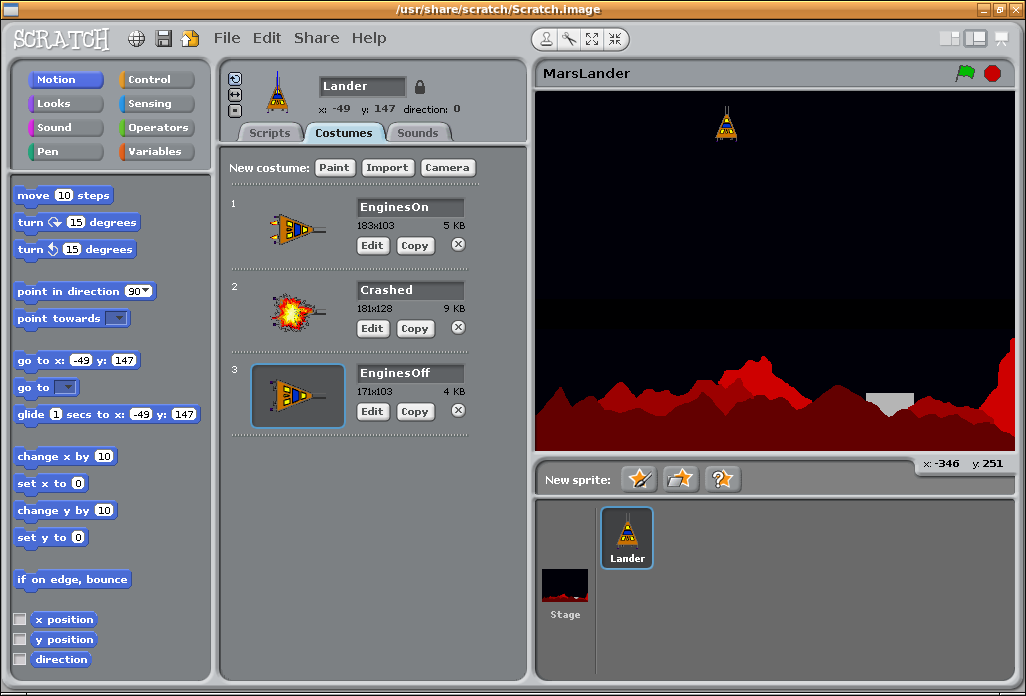 /usr/share/scratch/Scratch.image
SCRATCH File Edit Share Help
Motion Control
Looks Sensing
Sound Operators
Pen Variables
move 10 steps
turn 15 degrees
turn 15 degrees
point in direction 90
point towards
go to x: -49 y: 147
go to
glide 1 secs to x: -49 y: 147
change x by 10
set x to 0
change y by 10
set y to 0
if on edge, bounce
x position
y position
direction
Lander
x: -49 y: 147 direction: 0
Scripts Costumes Sounds
New costume: Paint Import Camera
1
EnginesOn
183x103 5 KB
Edit Copy
2
Crashed
181x128 9 KB
Edit Copy
3
EnginesOff
171x103 4 KB
Edit Copy
MarsLander
x: -346 y: 251
New sprite:
Lander
Stage